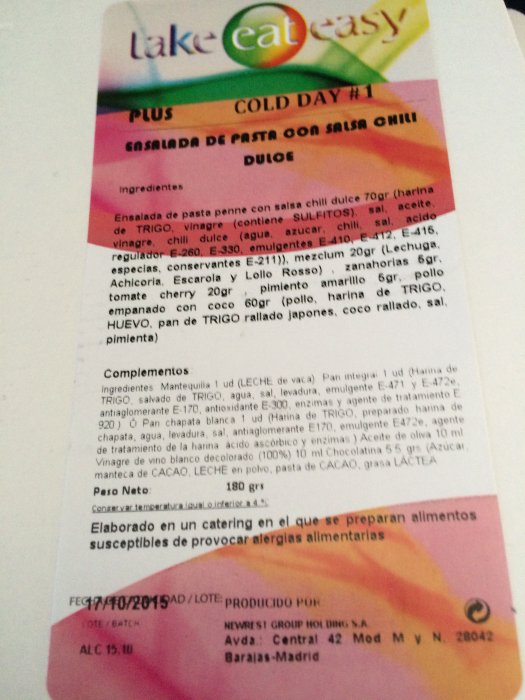 take eat easy
PLUS COLD DAY #1
ENSALADA DE PASTA CON SALSA CHILI
DULCE
Ingredientes
Ensalada de pasta penne con salsa chili dulce 70gr (harina
de TRIGO, vinagre (contiene SULFITOS), sal, aceite,
vinagre, chili dulce (agua, azucar, chili, sal, acido
regulador E-260, E-330, emulgentes E-410, E-412, E-415,
especias, conservantes E-211)), mezclum 20gr (Lechuga,
Achicoria, Escarola y Lollo Rosso) , zanahorias 5gr,
tomate cherry 20gr , pimiento amarillo 5gr, pollo
empanado con coco 60gr (pollo, harina de TRIGO,
HUEVO, pan de TRIGO rallado japones, coco rallado, sal,
pimienta)
Complementos
Ingredientes: Mantequilla 1 ud (LECHE de vaca) Pan integral 1 ud (Harina de
TRIGO, salvado de TRIGO, agua, sal, levadura, emulgente E-471 y E-472e,
antiaglomerante E-170, antioxidante E-300, enzimas y agente de tratamiento E
920 ) Ó Pan chapata blanca 1 ud (Harina de TRIGO, preparado harina de
chapata, agua, levadura, sal, antiaglomerante E170, emulgente E472e, agente
de tratamiento de la harina: ácido ascórbico y enzimas ) Aceite de oliva 10 ml
Vinagre de vino blanco decolorado (100%) 10 ml Chocolatina 5'5 grs (Azúcar,
manteca de CACAO, LECHE en polvo, pasta de CACAO, grasa LÁCTEA
Peso Neto: 180 grs
Conservar temperatura igual o inferior a 4 ºC
Elaborado en un catering en el que se preparan alimentos
susceptibles de provocar alergias alimentarias
17/10/2015 / LOTE: PRODUCIDO POR
LOTE / BATCH NEWREST GROUP HOLDING S.A.
Avda.: Central 42 Mod M y N. 28042
ALC 15.10 Barajas-Madrid